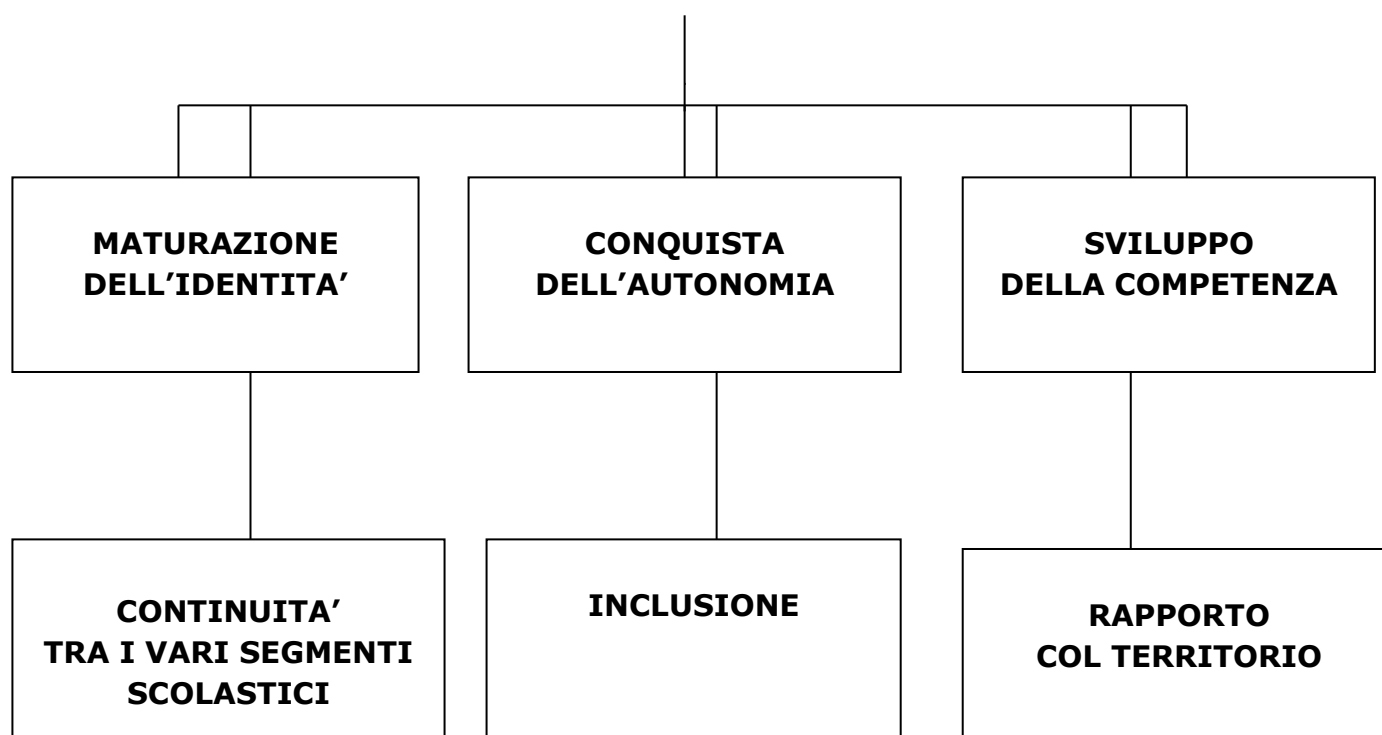 MATURAZIONE
DELL’IDENTITA’
CONQUISTA
DELL’AUTONOMIA
SVILUPPO
DELLA COMPETENZA
CONTINUITA’
TRA I VARI SEGMENTI
SCOLASTICI
INCLUSIONE
RAPPORTO
COL TERRITORIO